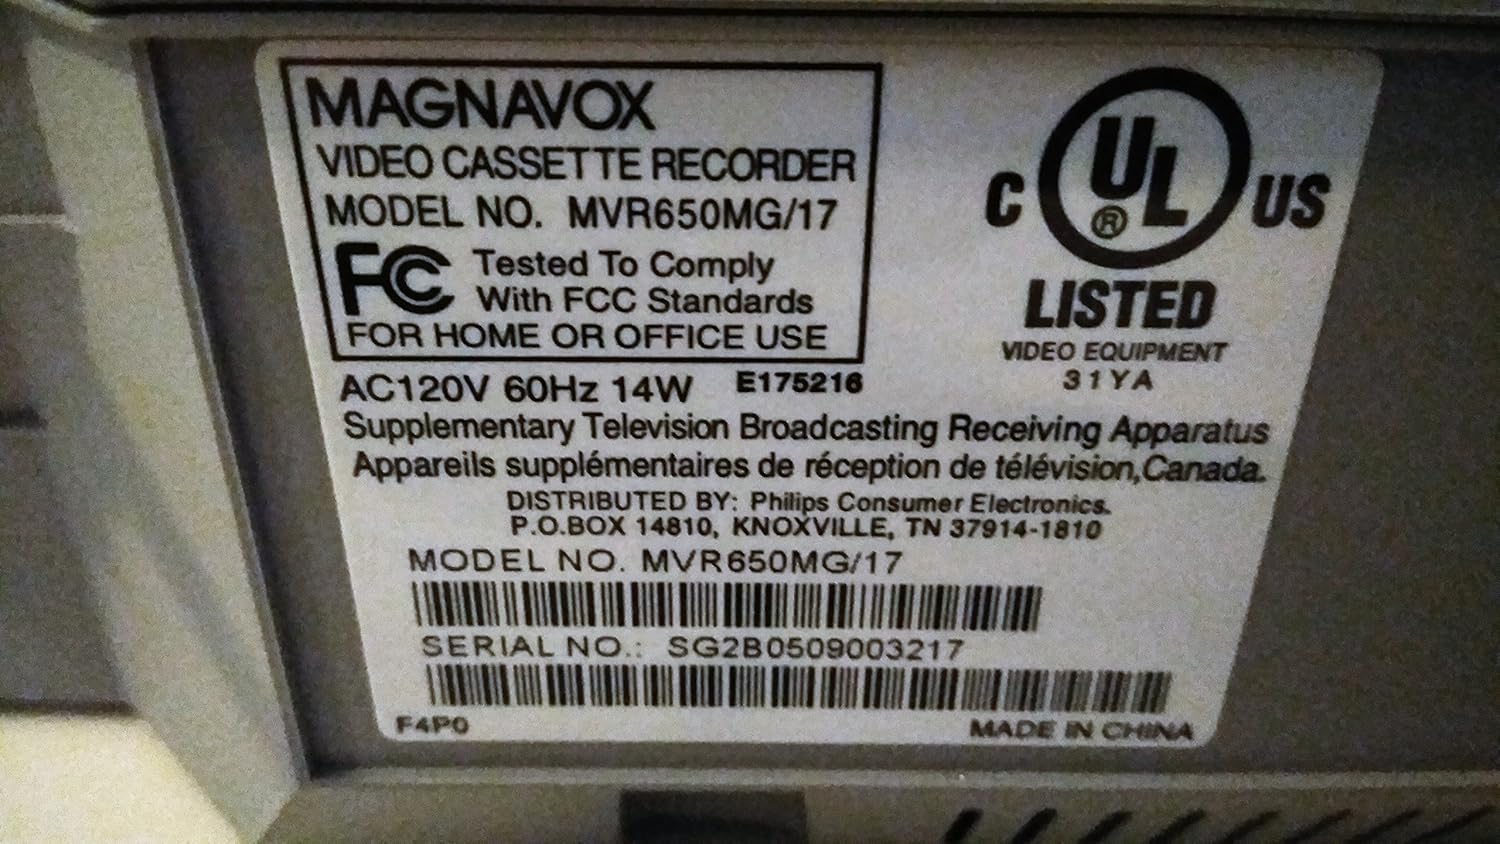 MAGNAVOX
VIDEO CASSETTE RECORDER
MODEL NO. MVR650MG/17
FC Tested To Comply
With FCC Standards
FOR HOME OR OFFICE USE
C UL® US
LISTED
VIDEO EQUIPMENT
31YA
AC120V 60Hz 14W E175216
Supplementary Television Broadcasting Receiving Apparatus
Appareils supplémentaires de réception de télévision,Canada.
DISTRIBUTED BY: Philips Consumer Electronics.
P.O.BOX 14810, KNOXVILLE, TN 37914-1810
MODEL NO. MVR650MG/17
SERIAL NO.: SG2B0509003217
F4P0 MADE IN CHINA